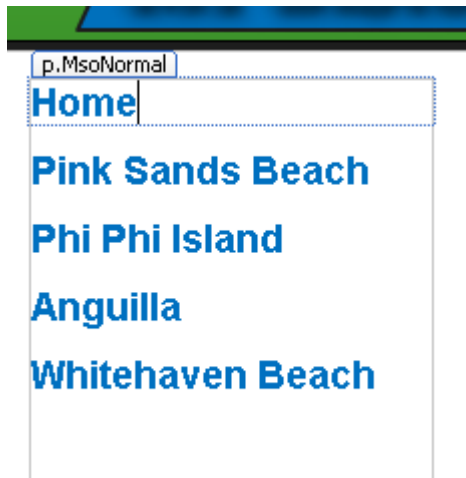 p.MsoNormal
Home
Pink Sands Beach
Phi Phi Island
Anguilla
Whitehaven Beach